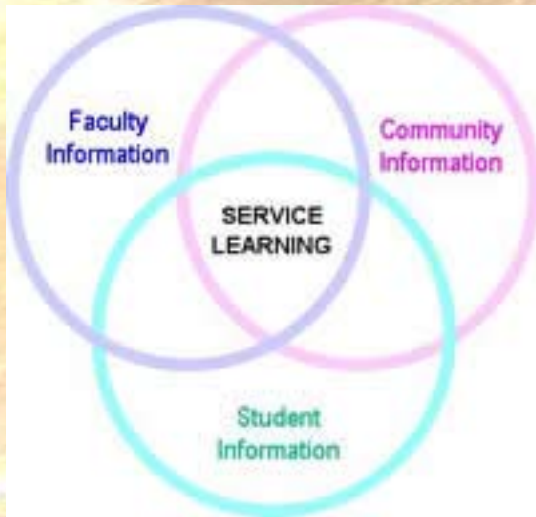 Faculty
Information
Community
Information
SERVICE
LEARNING
Student
Information